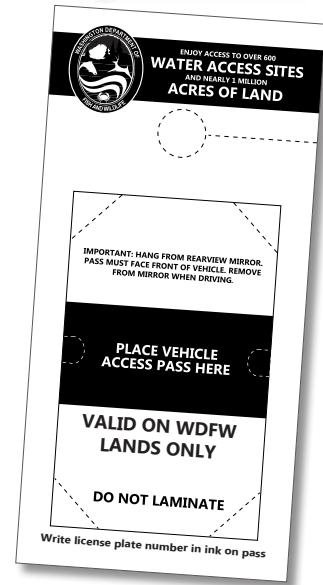 WASHINGTON DEPARTMENT OF
FISH AND WILDLIFE
ENJOY ACCESS TO OVER 600
WATER ACCESS SITES
AND NEARLY 1 MILLION
ACRES OF LAND
IMPORTANT: HANG FROM REARVIEW MIRROR.
PASS MUST FACE FRONT OF VEHICLE. REMOVE
FROM MIRROR WHEN DRIVING.
PLACE VEHICLE
ACCESS PASS HERE
VALID ON WDFW
LANDS ONLY
DO NOT LAMINATE
Write license plate number in ink on pass